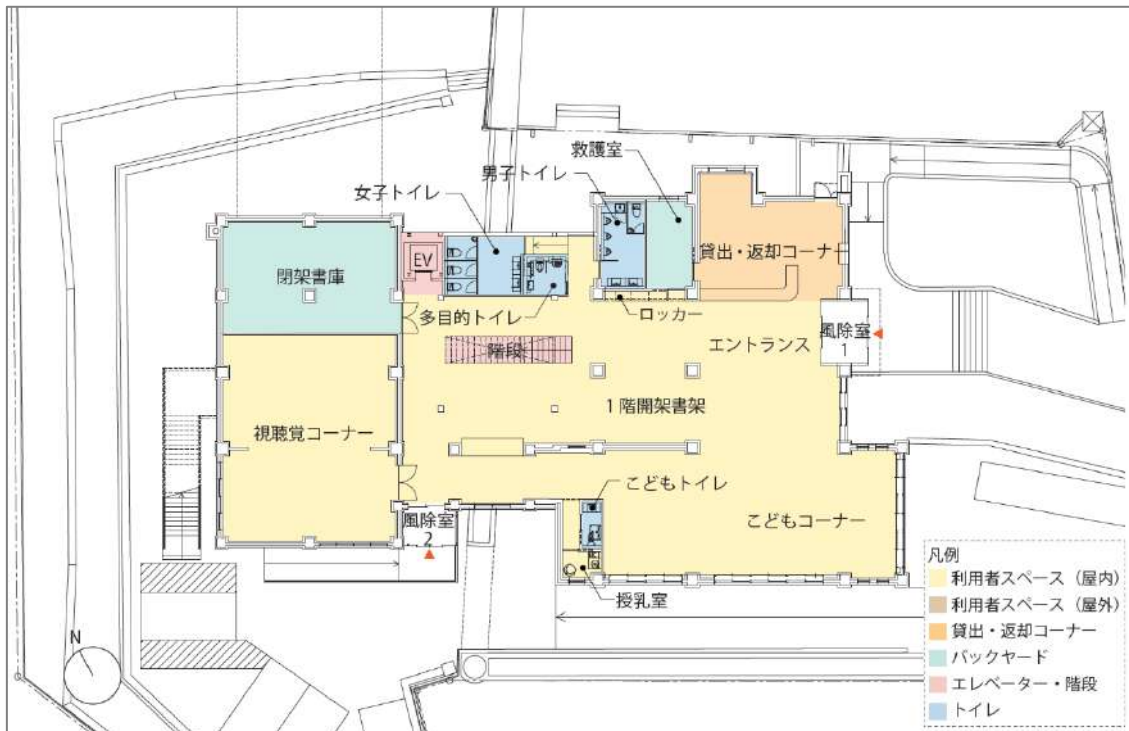 救護室
男子トイレ
女子トイレ
貸出・返却コーナー
EV
閉架書庫
多目的トイレ
ロッカー
風除室
1
エントランス
階段
1階開架書架
視聴覚コーナー
こどもトイレ
こどもコーナー
風除室
2
授乳室
N
凡例
利用者スペース（屋内）
利用者スペース（屋外）
貸出・返却コーナー
バックヤード
エレベーター・階段
トイレ